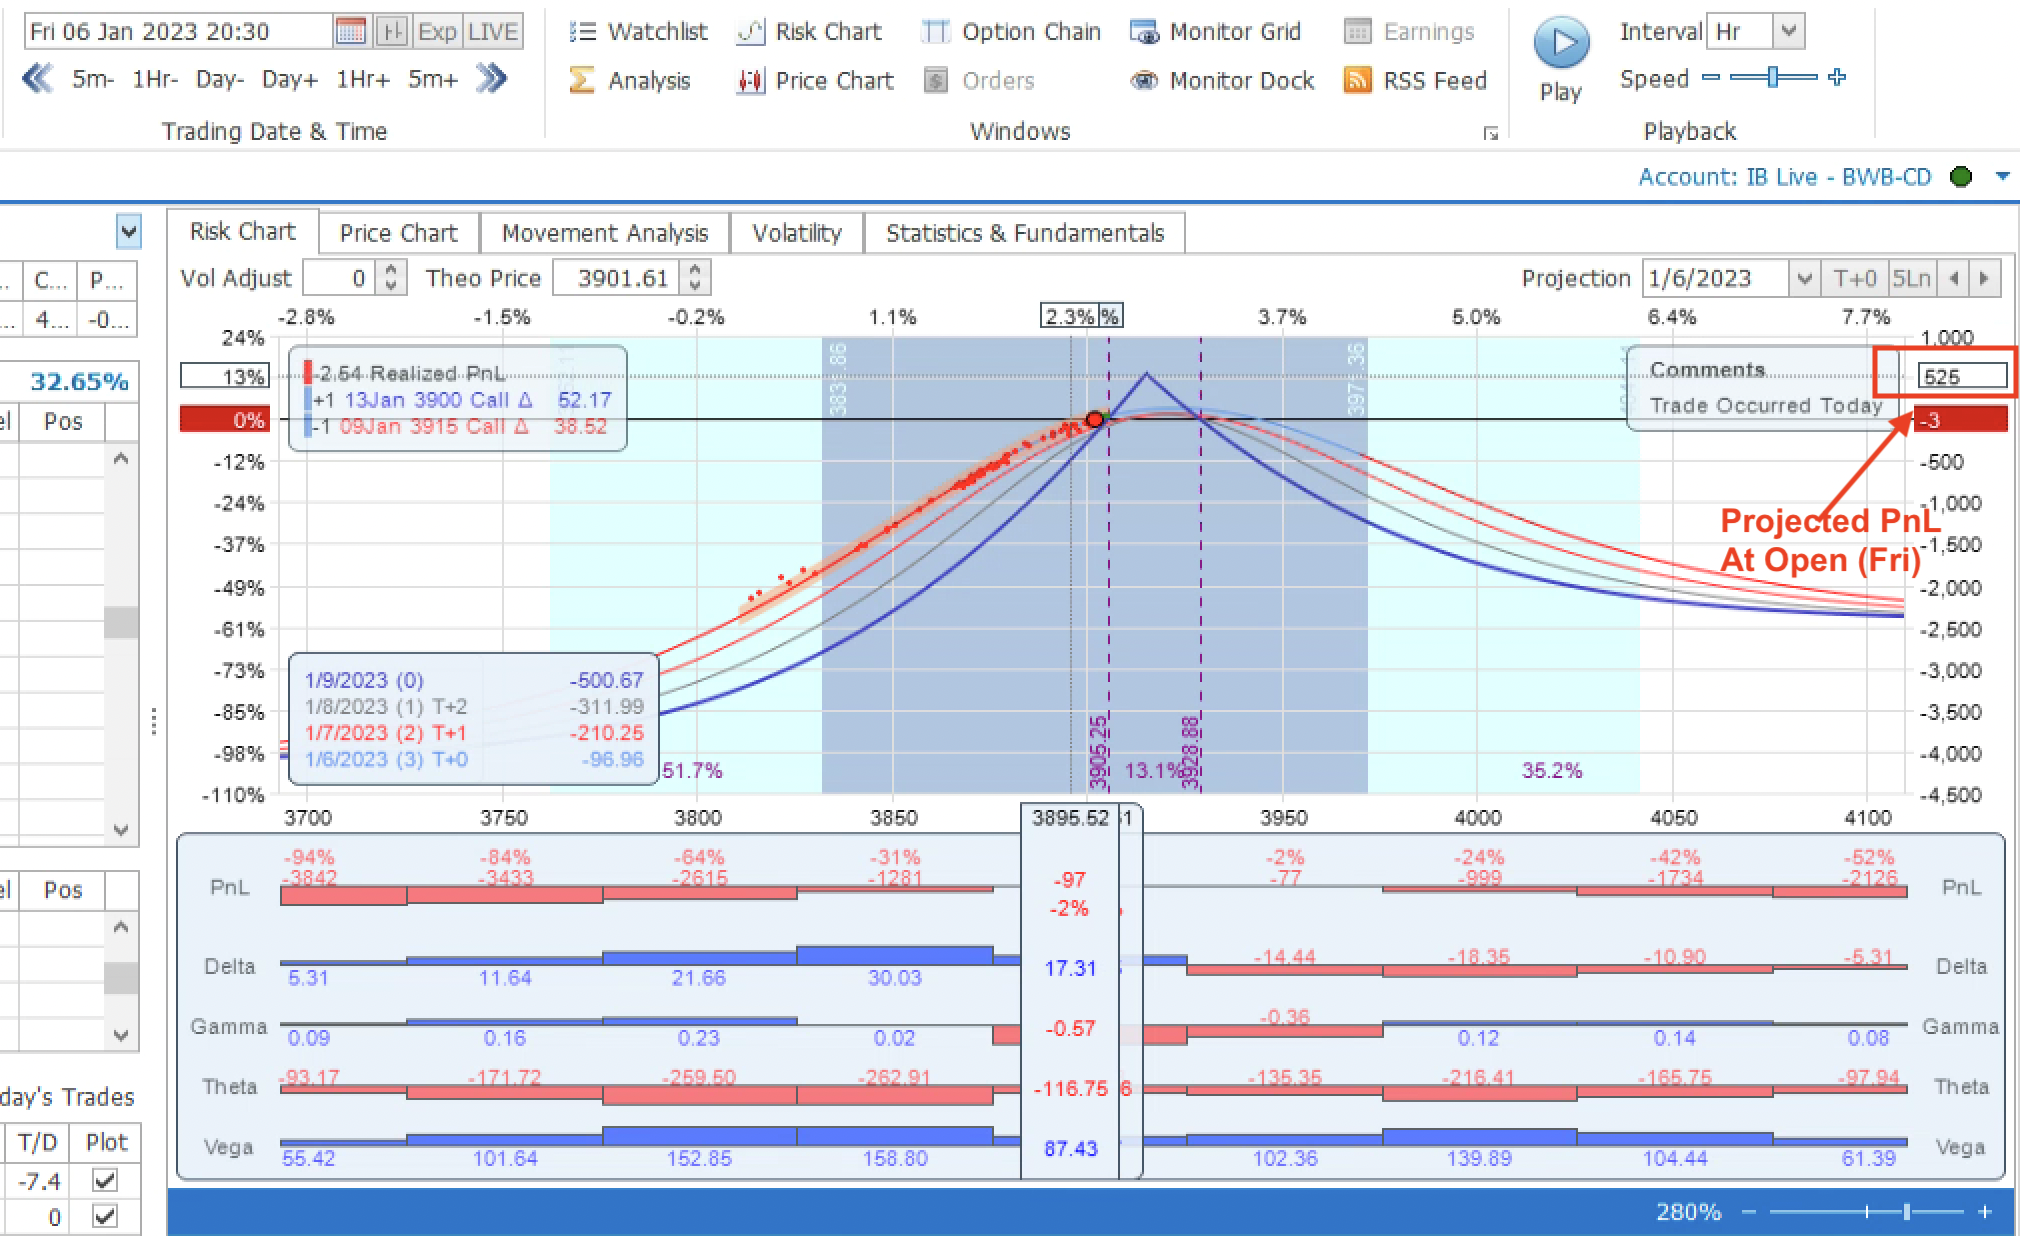 Fri 06 Jan 2023 20:30 Exp LIVE
5m- 1Hr- Day- Day+ 1Hr+ 5m+
Trading Date & Time
Watchlist Risk Chart Option Chain Monitor Grid Earnings
Analysis Price Chart Orders Monitor Dock RSS Feed
Windows
Play
Interval Hr
Speed
Playback
Account: IB Live - BWB-CD
Risk Chart Price Chart Movement Analysis Volatility Statistics & Fundamentals
Vol Adjust 0 Theo Price 3901.61 Projection 1/6/2023 T+0 5Ln
C... P...
4... -0...
32.65%
Pos
Pos
day's Trades
T/D Plot
-7.4
0
-2.8% -1.5% -0.2% 1.1% 2.3% % 3.7% 5.0% 6.4% 7.7%
24%
13%
0%
-12%
-24%
-37%
-49%
-61%
-73%
-85%
-98%
-110%
-2.54 Realized PnL
+1 13Jan 3900 Call Δ 52.17
-1 09Jan 3915 Call Δ 38.52
Comments
Trade Occurred Today
1,000
525
-3
-500
-1,000
-1,500
-2,000
-2,500
-3,000
-3,500
-4,000
-4,500
Projected PnL
At Open (Fri)
1/9/2023 (0) -500.67
1/8/2023 (1) T+2 -311.99
1/7/2023 (2) T+1 -210.25
1/6/2023 (3) T+0 -96.96
51.7% 13.1% 35.2%
3905.25
3928.88
3700 3750 3800 3850 3895.52 3950 4000 4050 4100
-94% -84% -64% -31% -2% -24% -42% -52%
PnL -3842 -3433 -2615 -1281 -97 -77 -999 -1734 -2126 PnL
-2%
Delta 5.31 11.64 21.66 30.03 17.31 -14.44 -18.35 -10.90 -5.31 Delta
Gamma 0.09 0.16 0.23 0.02 -0.57 -0.36 0.12 0.14 0.08 Gamma
Theta -93.17 -171.72 -259.50 -262.91 -116.75 6 -135.35 -216.41 -165.75 -97.94 Theta
Vega 55.42 101.64 152.85 158.80 87.43 102.36 139.89 104.44 61.39 Vega
280%